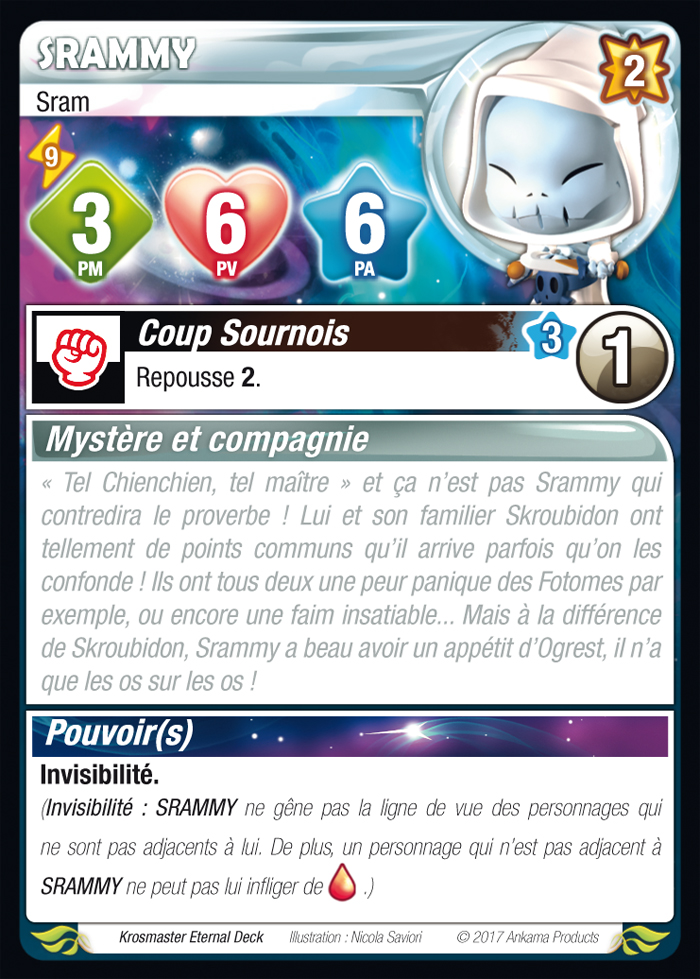 SRAMMY
2
Sram
9
3
PM
6
PV
6
PA
Coup Sournois
3
1
Repousse 2.
Mystère et compagnie
« Tel Chienchien, tel maître » et ça n'est pas Srammy qui
contredira le proverbe ! Lui et son familier Skroubidon ont
tellement de points communs qu'il arrive parfois qu'on les
confonde ! Ils ont tous deux une peur panique des Fotomes par
exemple, ou encore une faim insatiable... Mais à la différence
de Skroubidon, Srammy a beau avoir un appétit d'Ogrest, il n'a
que les os sur les os !
Pouvoir(s)
Invisibilité.
(Invisibilité : SRAMMY ne gêne pas la ligne de vue des personnages qui
ne sont pas adjacents à lui. De plus, un personnage qui n'est pas adjacent à
SRAMMY ne peut pas lui infliger de .)
Krosmaster Eternal Deck Illustration : Nicola Saviori © 2017 Ankama Products